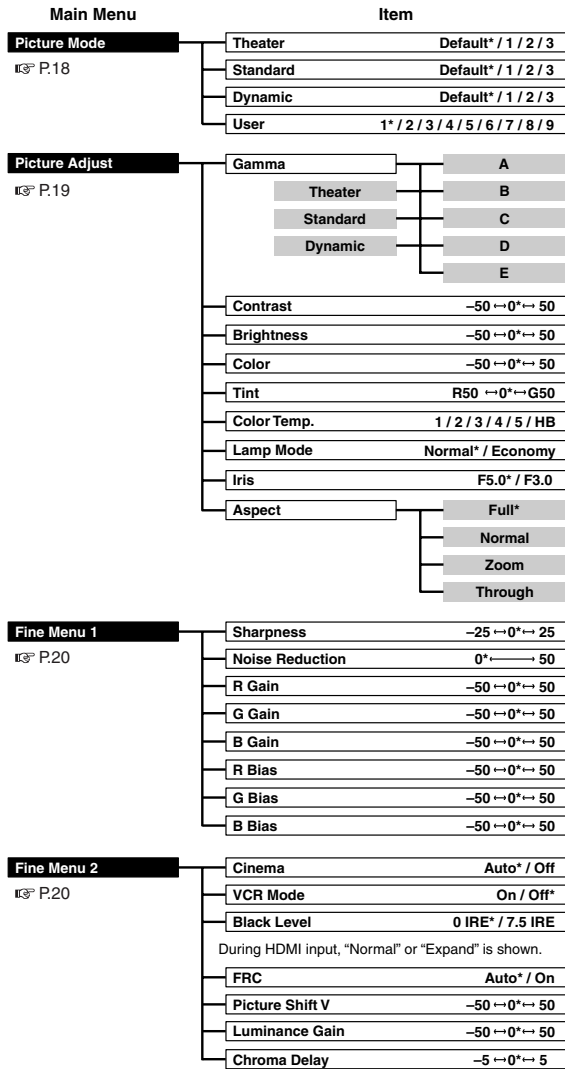 Main Menu Item
Picture Mode Theater Default* / 1 / 2 / 3
☞ P.18 Standard Default* / 1 / 2 / 3
Dynamic Default* / 1 / 2 / 3
User 1* / 2 / 3 / 4 / 5 / 6 / 7 / 8 / 9
Picture Adjust Gamma A
☞ P.19 Theater B
Standard C
Dynamic D
E
Contrast –50 ↔ 0* ↔ 50
Brightness –50 ↔ 0* ↔ 50
Color –50 ↔ 0* ↔ 50
Tint R50 ↔ 0* ↔ G50
Color Temp. 1 / 2 / 3 / 4 / 5 / HB
Lamp Mode Normal* / Economy
Iris F5.0* / F3.0
Aspect Full*
Normal
Zoom
Through
Fine Menu 1 Sharpness –25 ↔ 0* ↔ 25
☞ P.20 Noise Reduction 0* ⟷ 50
R Gain –50 ↔ 0* ↔ 50
G Gain –50 ↔ 0* ↔ 50
B Gain –50 ↔ 0* ↔ 50
R Bias –50 ↔ 0* ↔ 50
G Bias –50 ↔ 0* ↔ 50
B Bias –50 ↔ 0* ↔ 50
Fine Menu 2 Cinema Auto* / Off
☞ P.20 VCR Mode On / Off*
Black Level 0 IRE* / 7.5 IRE
During HDMI input, “Normal” or “Expand” is shown.
FRC Auto* / On
Picture Shift V –50 ↔ 0* ↔ 50
Luminance Gain –50 ↔ 0* ↔ 50
Chroma Delay –5 ↔ 0* ↔ 5